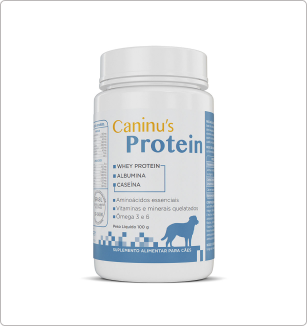 Caninu's
Protein
WHEY PROTEIN
ALBUMINA
CASEÍNA
Aminoácidos essenciais
Vitaminas e minerais quelatados
Ômega 3 e 6
Peso Líquido 100 g
SUPLEMENTO ALIMENTAR PARA CÃES